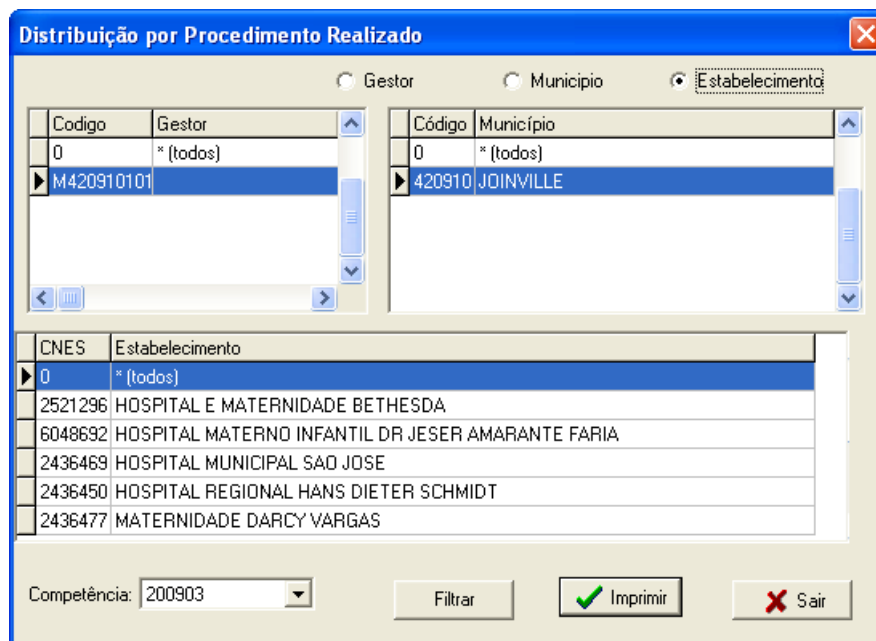 Distribuição por Procedimento Realizado
Gestor Municipio Estabelecimento
Codigo Gestor
0 * (todos)
M420910101
Código Município
0 * (todos)
420910 JOINVILLE
CNES Estabelecimento
0 * (todos)
2521296 HOSPITAL E MATERNIDADE BETHESDA
6048692 HOSPITAL MATERNO INFANTIL DR JESER AMARANTE FARIA
2436469 HOSPITAL MUNICIPAL SAO JOSE
2436450 HOSPITAL REGIONAL HANS DIETER SCHMIDT
2436477 MATERNIDADE DARCY VARGAS
Competência: 200903 Filtrar Imprimir Sair